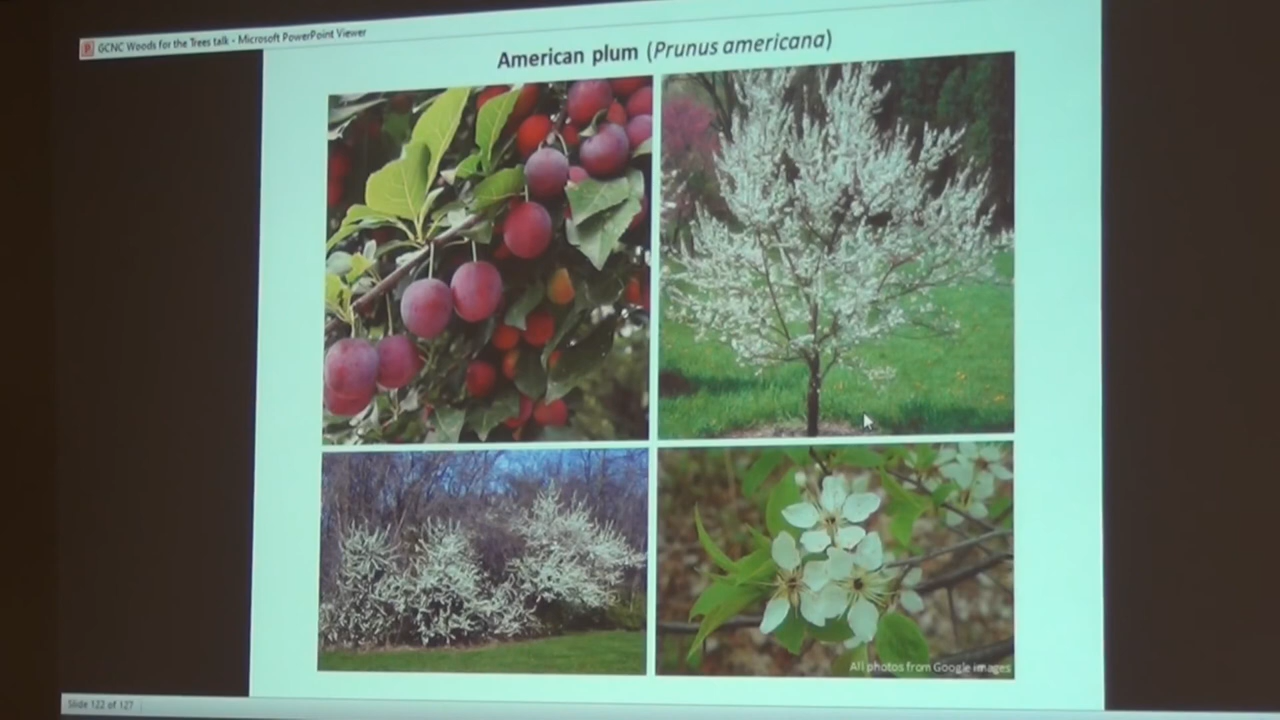 GCNC Woods for the Trees talk - Microsoft PowerPoint Viewer
American plum (Prunus americana)
All photos from Google images
Slide 122 of 127